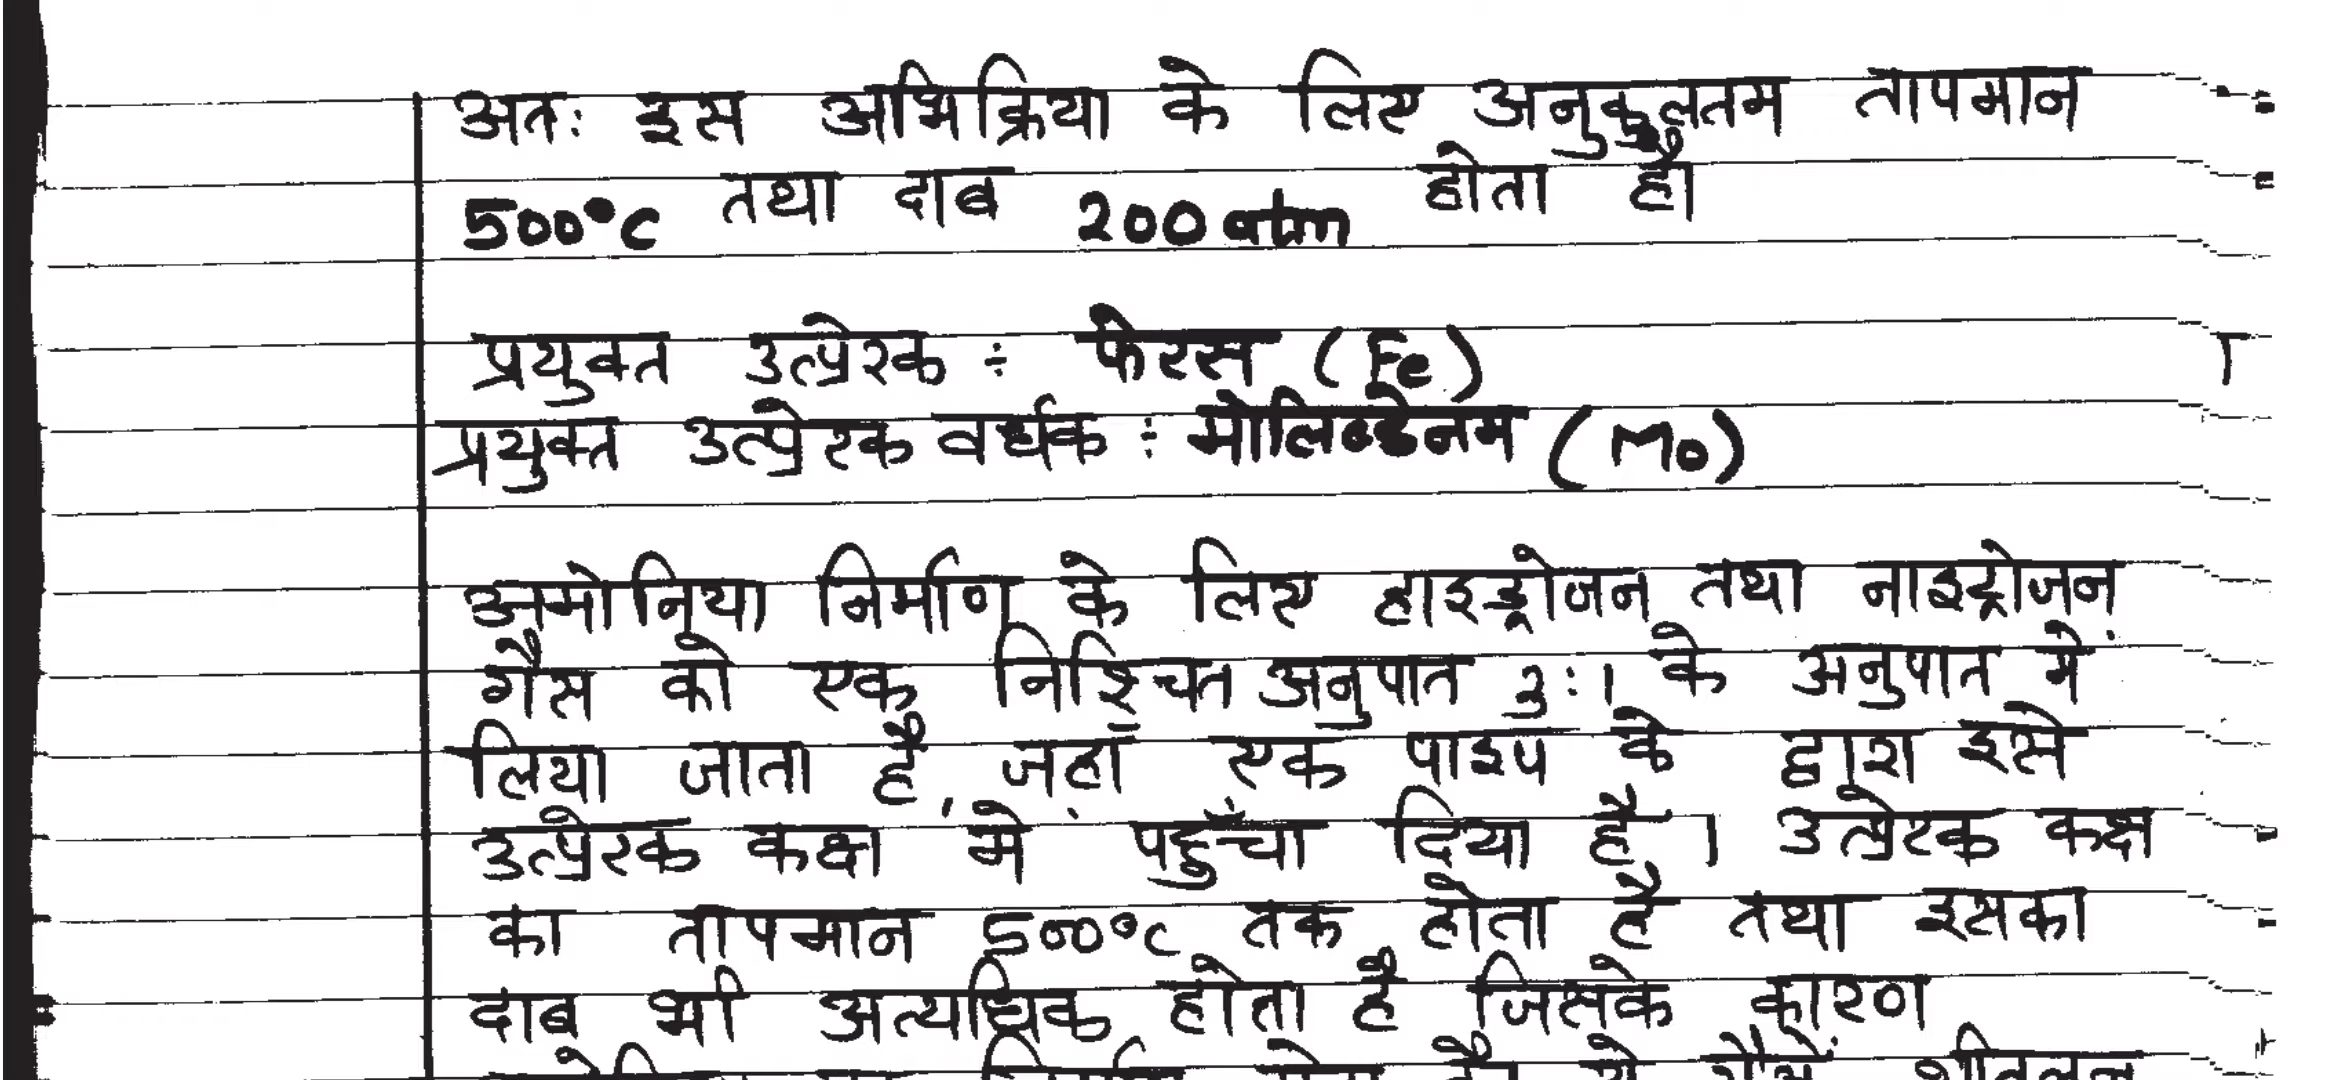 अतः इस अभिक्रिया के लिए अनुकुलतम तापमान
500°C तथा दाब 200 atm होता है।
प्रयुक्त उत्प्रेरक ÷ फेरस (Fe)
प्रयुक्त उत्प्रेरक वर्धक ÷ मोलिब्डेनम (Mo)
अमोनिया निर्माण के लिए हाइड्रोजन तथा नाइट्रोजन
गैस को एक निश्चित अनुपात 3:1 के अनुपात में
लिया जाता है, जहाँ एक पाइप के द्वारा इसे
उत्प्रेरक कक्ष में पहुँचा दिया है। उत्प्रेरक कक्ष
का तापमान 500°C तक होता है तथा इसका
दाब भी अत्यधिक होता है जिसके कारण